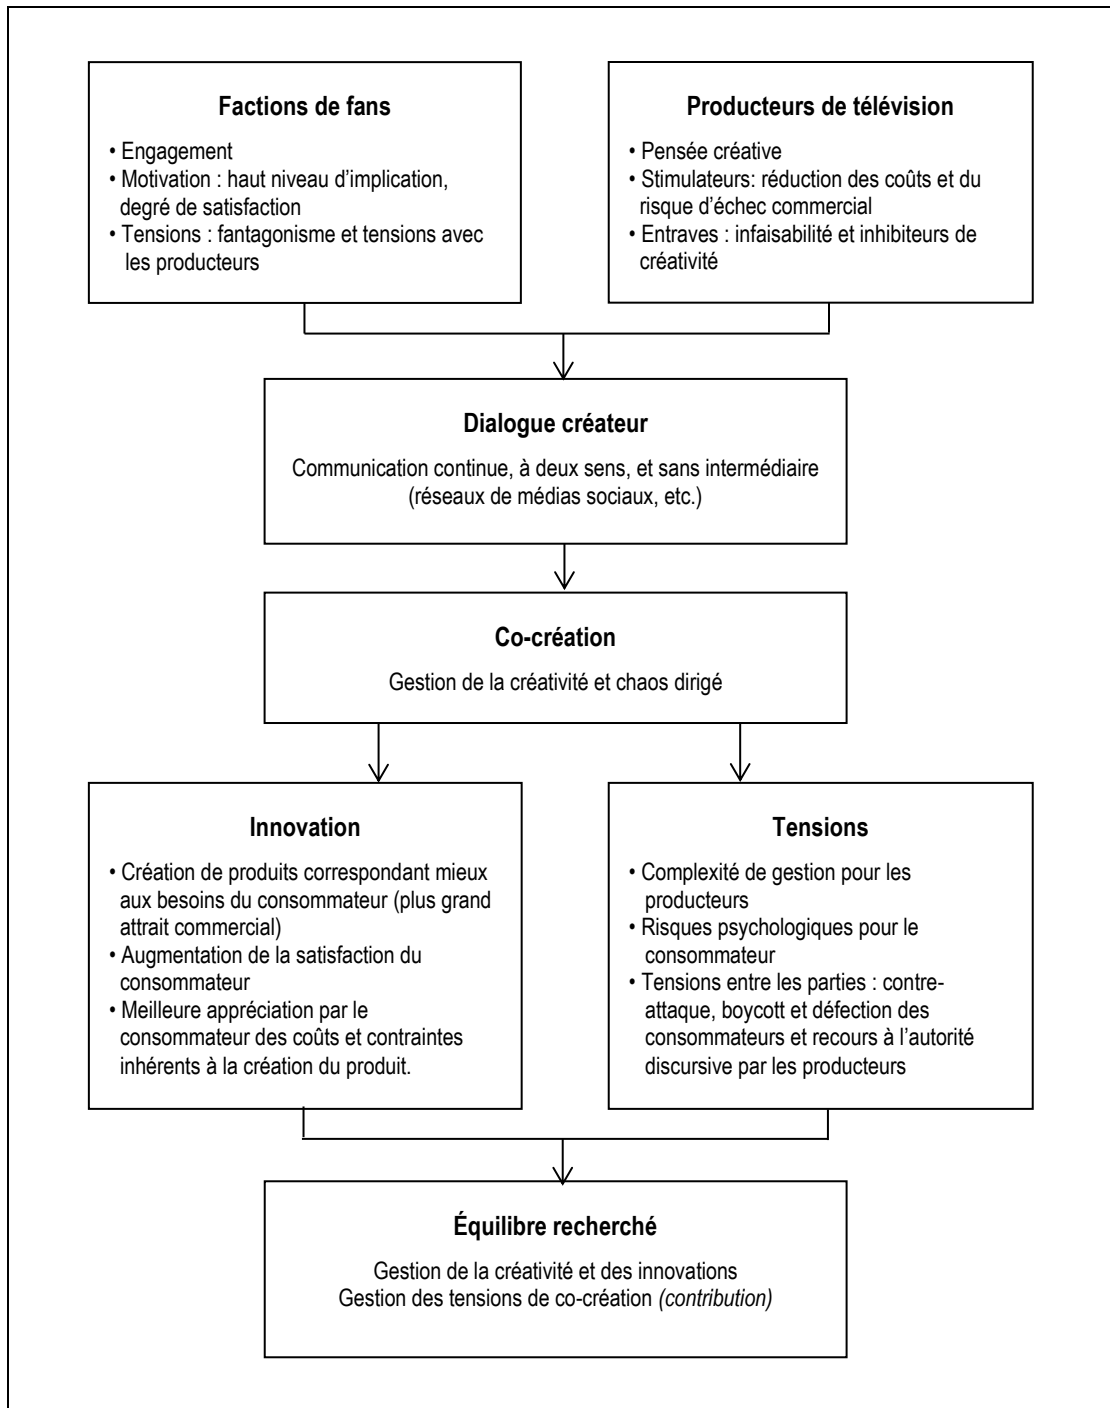 Factions de fans
• Engagement
• Motivation : haut niveau d’implication,
degré de satisfaction
• Tensions : fantagonisme et tensions avec
les producteurs
Producteurs de télévision
• Pensée créative
• Stimulateurs: réduction des coûts et du
risque d’échec commercial
• Entraves : infaisabilité et inhibiteurs de
créativité
Dialogue créateur
Communication continue, à deux sens, et sans intermédiaire
(réseaux de médias sociaux, etc.)
Co-création
Gestion de la créativité et chaos dirigé
Innovation
• Création de produits correspondant mieux
aux besoins du consommateur (plus grand
attrait commercial)
• Augmentation de la satisfaction du
consommateur
• Meilleure appréciation par le
consommateur des coûts et contraintes
inhérents à la création du produit.
Tensions
• Complexité de gestion pour les
producteurs
• Risques psychologiques pour le
consommateur
• Tensions entre les parties : contre-
attaque, boycott et défection des
consommateurs et recours à l’autorité
discursive par les producteurs
Équilibre recherché
Gestion de la créativité et des innovations
Gestion des tensions de co-création (contribution)